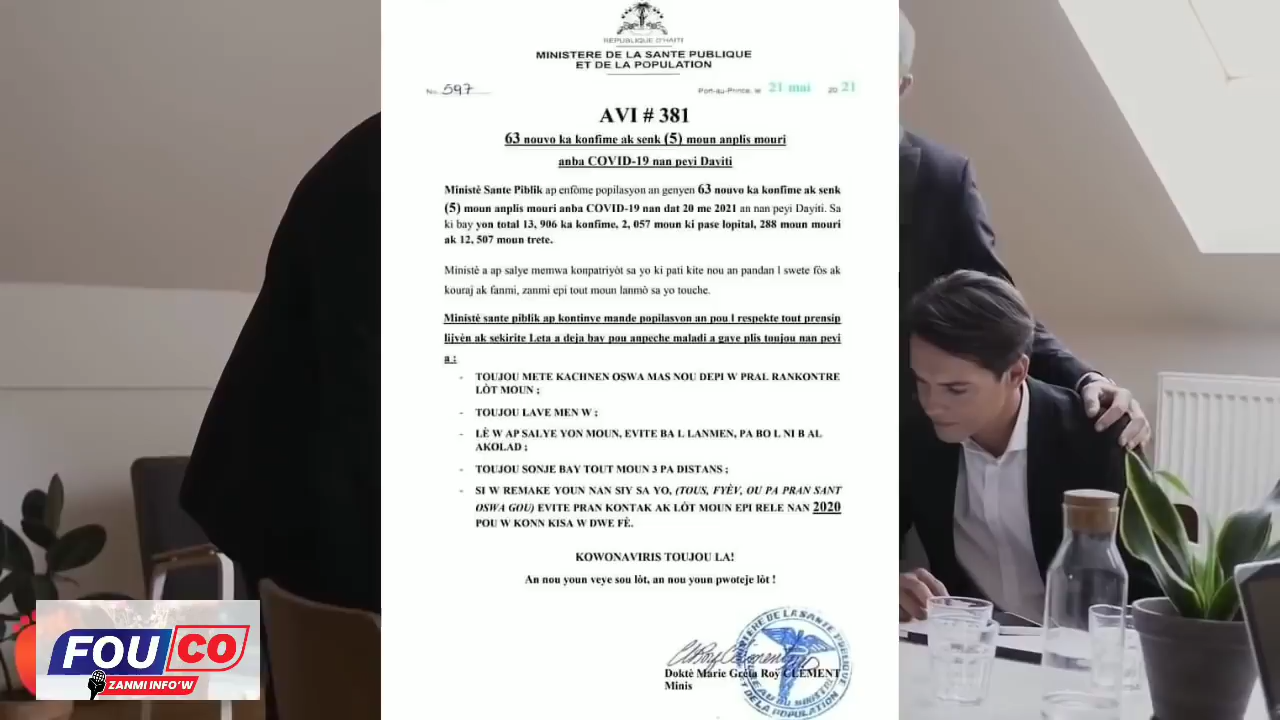 REPUBLIQUE D'HAITI
MINISTERE DE LA SANTE PUBLIQUE
ET DE LA POPULATION
No. 597
Port-au-Prince, le 21 mai 20 21
AVI # 381
63 nouvo ka konfime ak senk (5) moun anplis mouri
anba COVID-19 nan peyi Dayiti
Ministè Sante Piblik ap enfòme popilasyon an genyen 63 nouvo ka konfime ak senk
(5) moun anplis mouri anba COVID-19 nan dat 20 me 2021 an nan peyi Dayiti. Sa
ki bay yon total 13, 906 ka konfime, 2, 057 moun ki pase lopital, 288 moun mouri
ak 12, 507 moun trete.
Ministè a ap salye memwa konpatriyòt sa yo ki pati kite nou an pandan l swete fòs ak
kouraj ak fanmi, zanmi epi tout moun lanmò sa yo touche.
Ministè sante piblik ap kontinye mande popilasyon an pou l respekte tout prensip
lijyèn ak sekirite Leta a deja bay pou anpeche maladi a gaye plis toujou nan peyi
a :
- TOUJOU METE KACHNEN OSWA MAS NOU DEPI W PRAL RANKONTRE
LÒT MOUN ;
- TOUJOU LAVE MEN W ;
- LÈ W AP SALYE YON MOUN, EVITE BA L LANMEN, PA BO L NI B AL
AKOLAD ;
- TOUJOU SONJE BAY TOUT MOUN 3 PA DISTANS ;
- SI W REMAKE YOUN NAN SIY SA YO, (TOUS, FYÈV, OU PA PRAN SANT
OSWA GOU) EVITE PRAN KONTAK AK LÒT MOUN EPI RELE NAN 2020
POU W KONN KISA W DWE FÈ.
KOWONAVIRIS TOUJOU LA!
An nou youn veye sou lòt, an nou youn pwoteje lòt !
Doktè Marie Gréta Roy CLÉMENT
Minis
FOUCO
ZANMI INFO'W